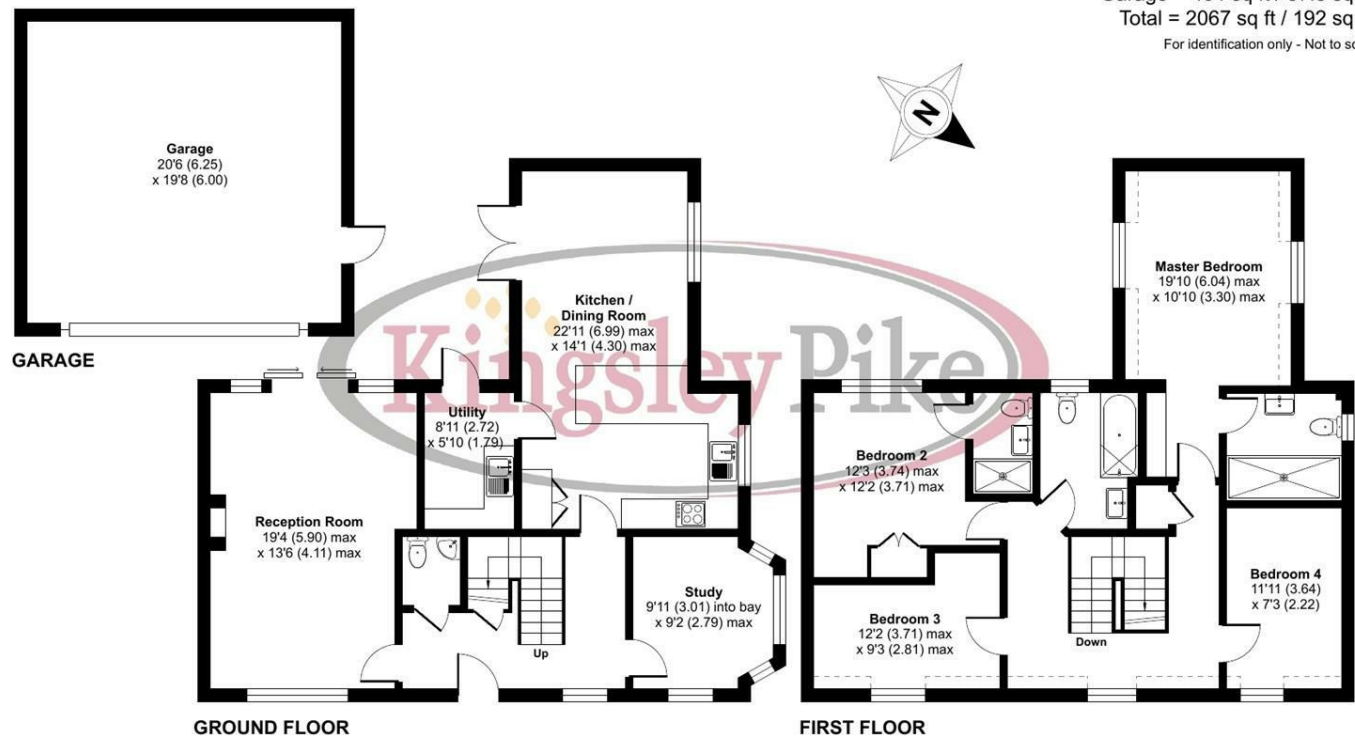 Total = 2067 sq ft / 192 sq
For identification only - Not to sc
N
Garage
20'6 (6.25)
x 19'8 (6.00)
GARAGE
Kitchen /
Dining Room
22'11 (6.99) max
x 14'1 (4.30) max
Utility
8'11 (2.72)
x 5'10 (1.79)
Reception Room
19'4 (5.90) max
x 13'6 (4.11) max
Study
9'11 (3.01) into bay
x 9'2 (2.79) max
Up
GROUND FLOOR
Master Bedroom
19'10 (6.04) max
x 10'10 (3.30) max
Bedroom 2
12'3 (3.74) max
x 12'2 (3.71) max
Bedroom 3
12'2 (3.71) max
x 9'3 (2.81) max
Bedroom 4
11'11 (3.64)
x 7'3 (2.22)
Down
FIRST FLOOR
Kingsley Pike